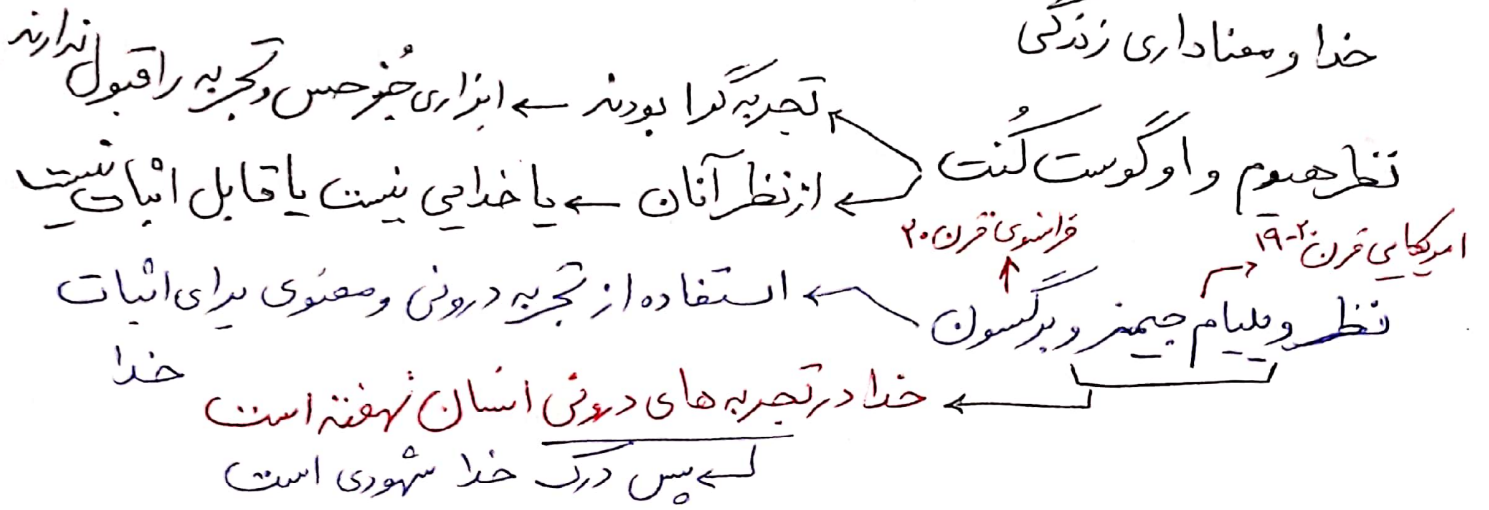 خدا و معناداری زندگی
نظر هیوم و اوگوست کُنت
تجربه گرا بودند ← ابزاری جُز حس و تجربه را قبول ندارند
از نظر آنان ← یا خدایی نیست یا قابل اثبات نیست
امریکایی قرن ۲۰-۱۹
فرانسوی قرن ۲۰
نظر ویلیام جیمز و برگسون ← استفاده از تجربه درونی و معنوی برای اثبات
خدا
← خدا در تجربه های درونی انسان نهفته است
← پس درک خدا شهودی است